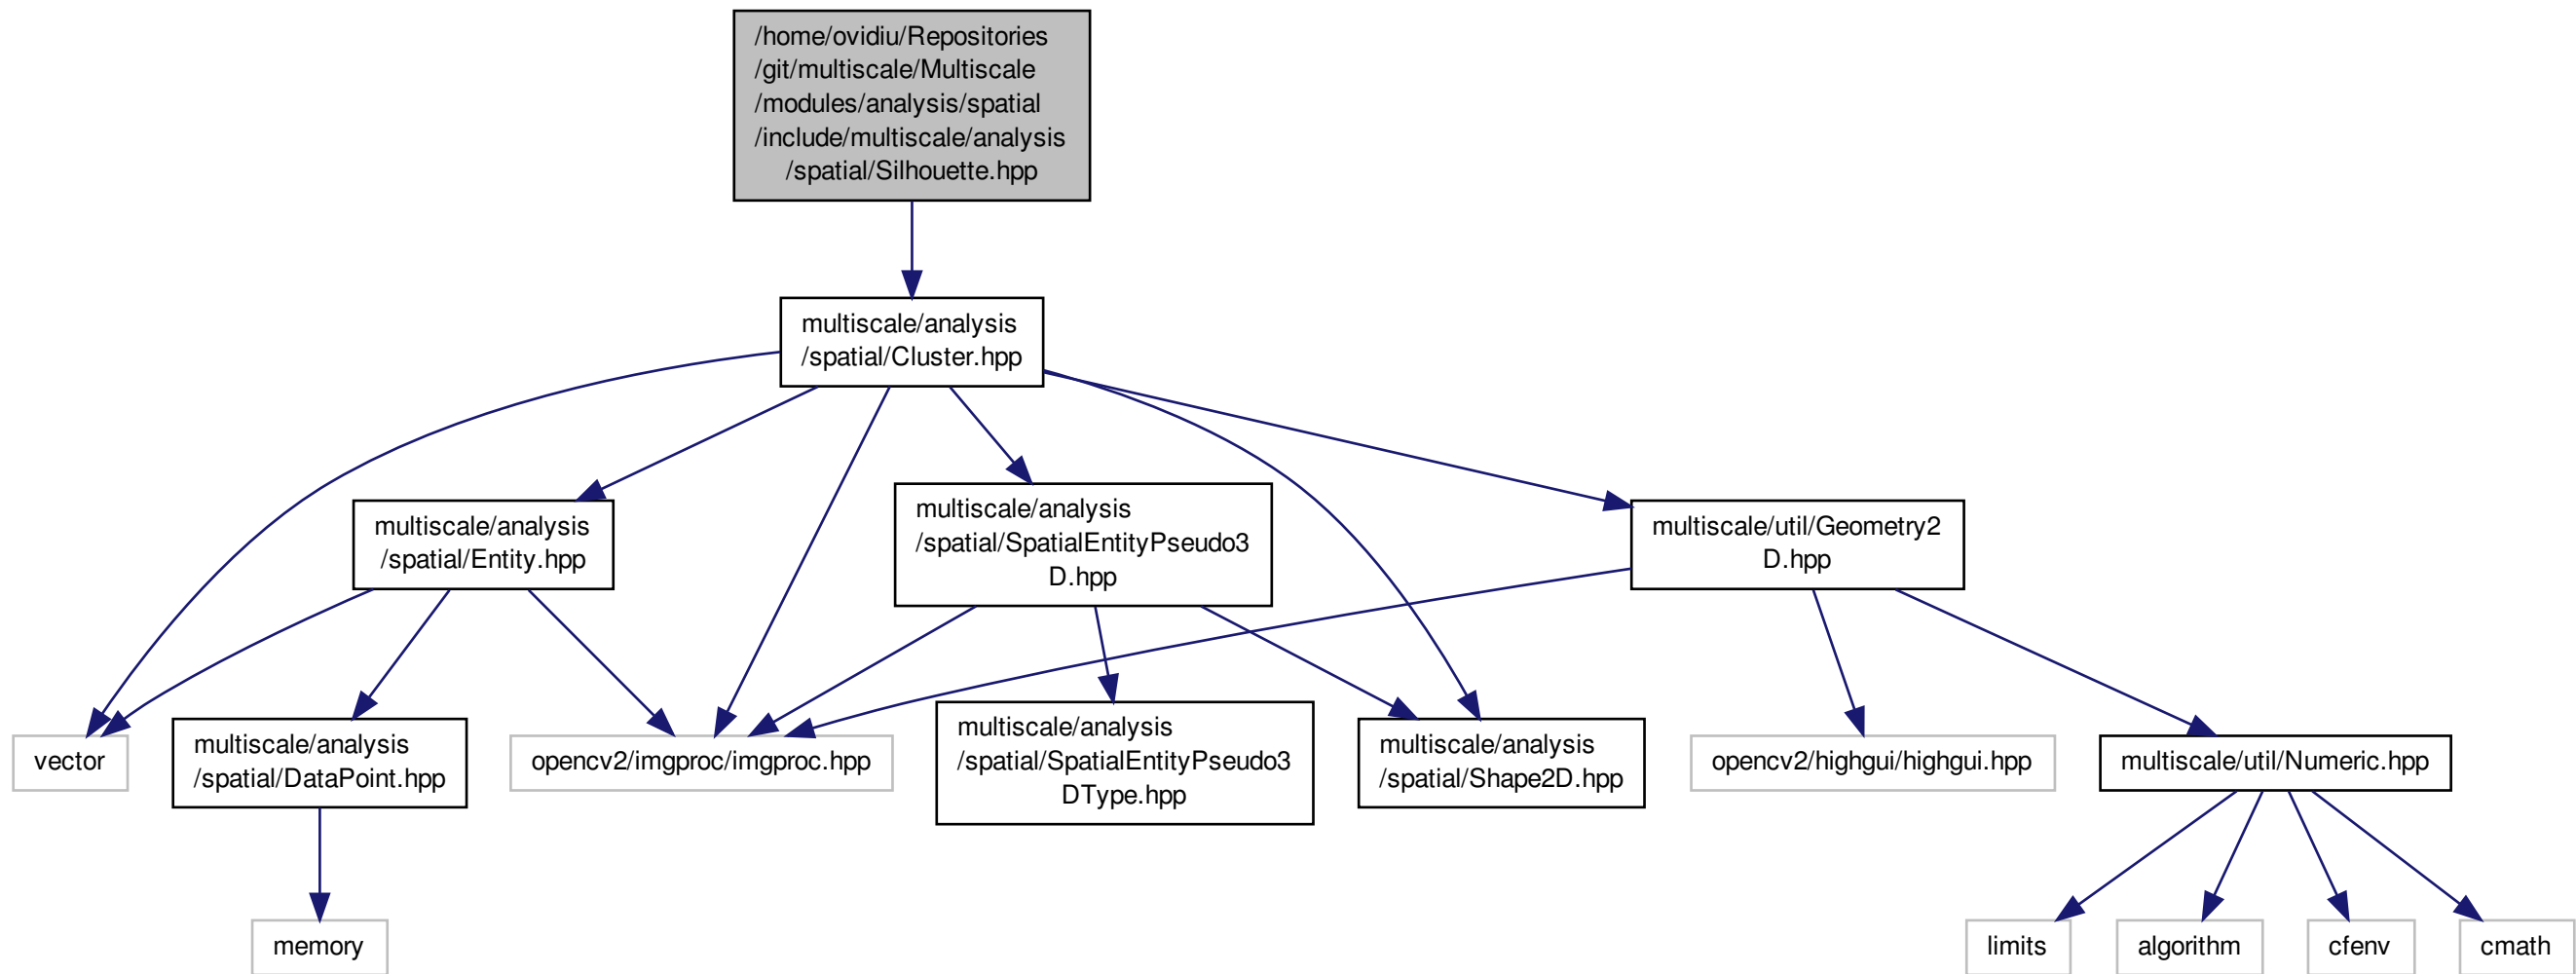 /home/ovidiu/Repositories
/git/multiscale/Multiscale
/modules/analysis/spatial
/include/multiscale/analysis
/spatial/Silhouette.hpp
multiscale/analysis
/spatial/Cluster.hpp
multiscale/analysis
/spatial/Entity.hpp
multiscale/analysis
/spatial/SpatialEntityPseudo3
D.hpp
multiscale/util/Geometry2
D.hpp
vector
multiscale/analysis
/spatial/DataPoint.hpp
opencv2/imgproc/imgproc.hpp
multiscale/analysis
/spatial/SpatialEntityPseudo3
DType.hpp
multiscale/analysis
/spatial/Shape2D.hpp
opencv2/highgui/highgui.hpp
multiscale/util/Numeric.hpp
memory
limits
algorithm
cfenv
cmath